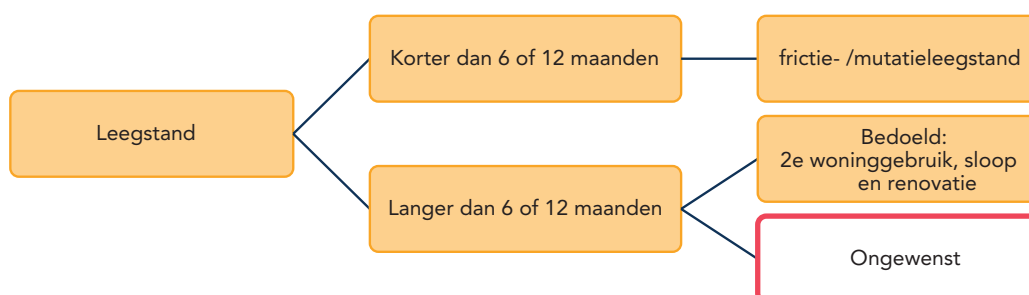 Leegstand
Korter dan 6 of 12 maanden
frictie- /mutatieleegstand
Langer dan 6 of 12 maanden
Bedoeld:
2e woninggebruik, sloop
en renovatie
Ongewenst